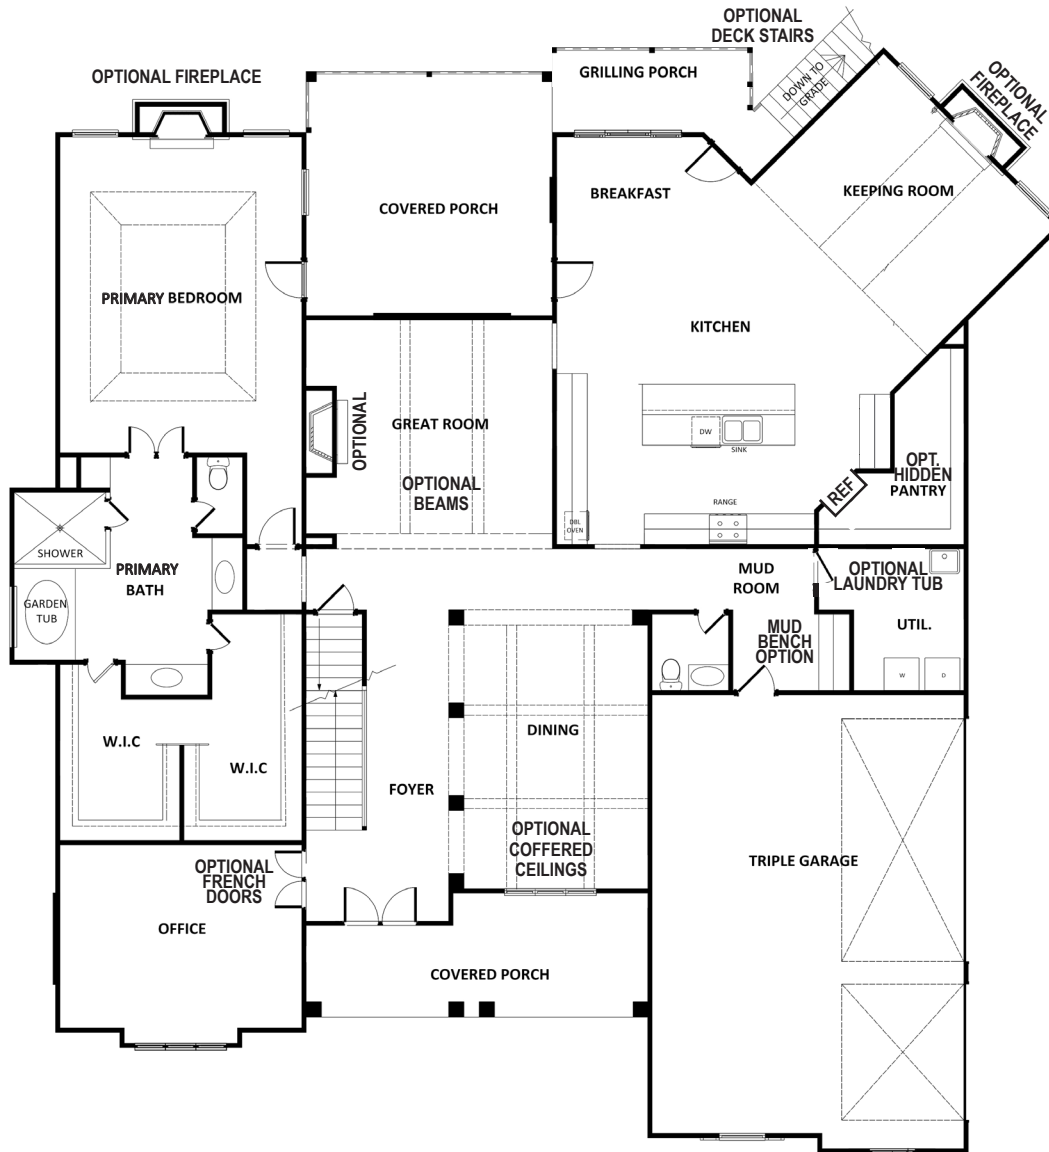 OPTIONAL
DECK STAIRS
OPTIONAL FIREPLACE
GRILLING PORCH
DOWN TO
GRADE
OPTIONAL
FIREPLACE
BREAKFAST
KEEPING ROOM
COVERED PORCH
PRIMARY BEDROOM
KITCHEN
GREAT ROOM
OPTIONAL
DW
SINK
OPTIONAL
BEAMS
OPT.
HIDDEN
PANTRY
REF
RANGE
DBL
OVEN
SHOWER
PRIMARY
BATH
GARDEN
TUB
MUD
ROOM
OPTIONAL
LAUNDRY TUB
MUD
BENCH
OPTION
UTIL.
W
D
W.I.C
W.I.C
DINING
FOYER
OPTIONAL
COFFERED
CEILINGS
TRIPLE GARAGE
OPTIONAL
FRENCH
DOORS
OFFICE
COVERED PORCH